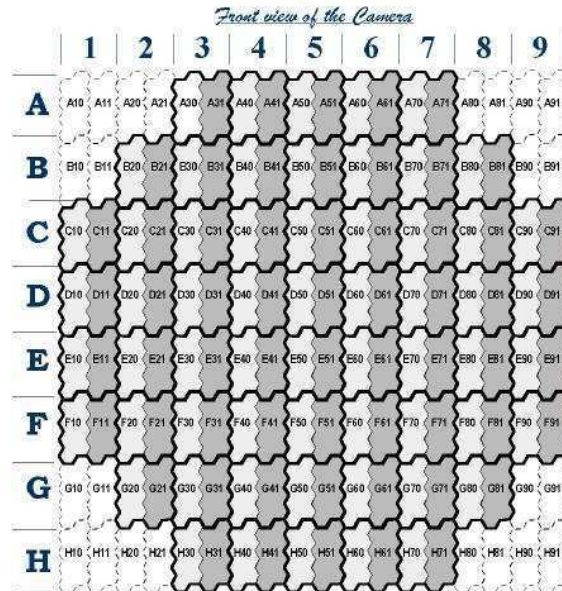 Front view of the Camera
1 2 3 4 5 6 7 8 9
A A10 A11 A20 A21 A30 A31 A40 A41 A50 A51 A60 A61 A70 A71 A80 A81 A90 A91
B B10 B11 B20 B21 B30 B31 B40 B41 B50 B51 B60 B61 B70 B71 B80 B81 B90 B91
C C10 C11 C20 C21 C30 C31 C40 C41 C50 C51 C60 C61 C70 C71 C80 C81 C90 C91
D D10 D11 D20 D21 D30 D31 D40 D41 D50 D51 D60 D61 D70 D71 D80 D81 D90 D91
E E10 E11 E20 E21 E30 E31 E40 E41 E50 E51 E60 E61 E70 E71 E80 E81 E90 E91
F F10 F11 F20 F21 F30 F31 F40 F41 F50 F51 F60 F61 F70 F71 F80 F81 F90 F91
G G10 G11 G20 G21 G30 G31 G40 G41 G50 G51 G60 G61 G70 G71 G80 G81 G90 G91
H H10 H11 H20 H21 H30 H31 H40 H41 H50 H51 H60 H61 H70 H71 H80 H81 H90 H91